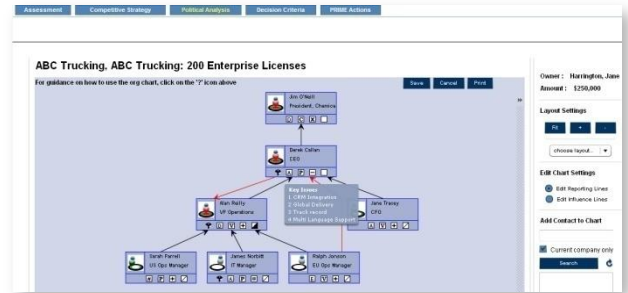 Assessment
Competitive Strategy
Political Analysis
Decision Criteria
PRIME Actions
ABC Trucking, ABC Trucking: 200 Enterprise Licenses
For guidance on how to use the org chart, click on the '?' icon above
Save
Cancel
Print
Jim O'Neill
President, Chemica
Derek Callan
CEO
Key Issues
1 CRM Integration
2 Global Delivery
3 Track record
4 Multi Language Support
Alan Reilly
VP Operations
Jane Tracey
CFO
Sarah Farrell
US Ops Manager
James Norbitt
IT Manager
Ralph Janson
EU Ops Manager
Owner : Harrington, Jane
Amount : $250,000
Layout Settings
Fit
+
-
choose layout..
Edit Chart Settings
Edit Reporting Lines
Edit Influence Lines
Add Contact to Chart
Current company only
Search